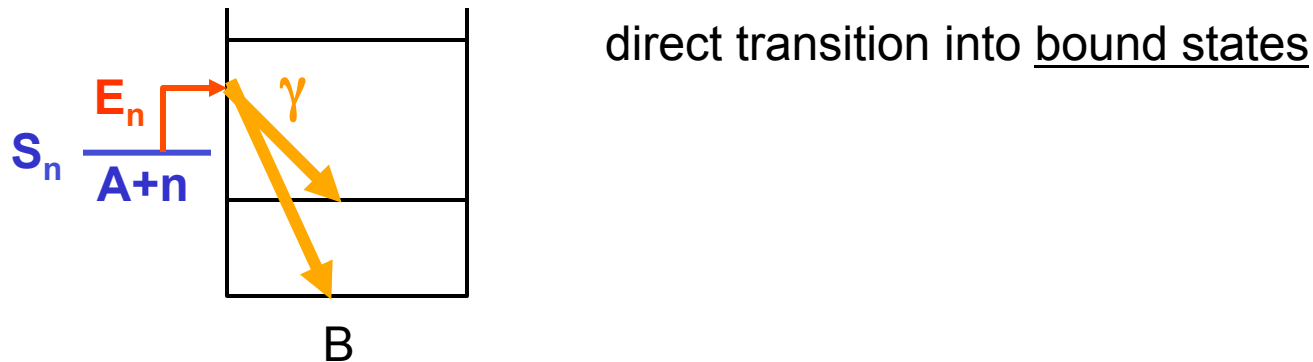 direct transition into bound states
γ
Eₙ
Sₙ
A+n
B